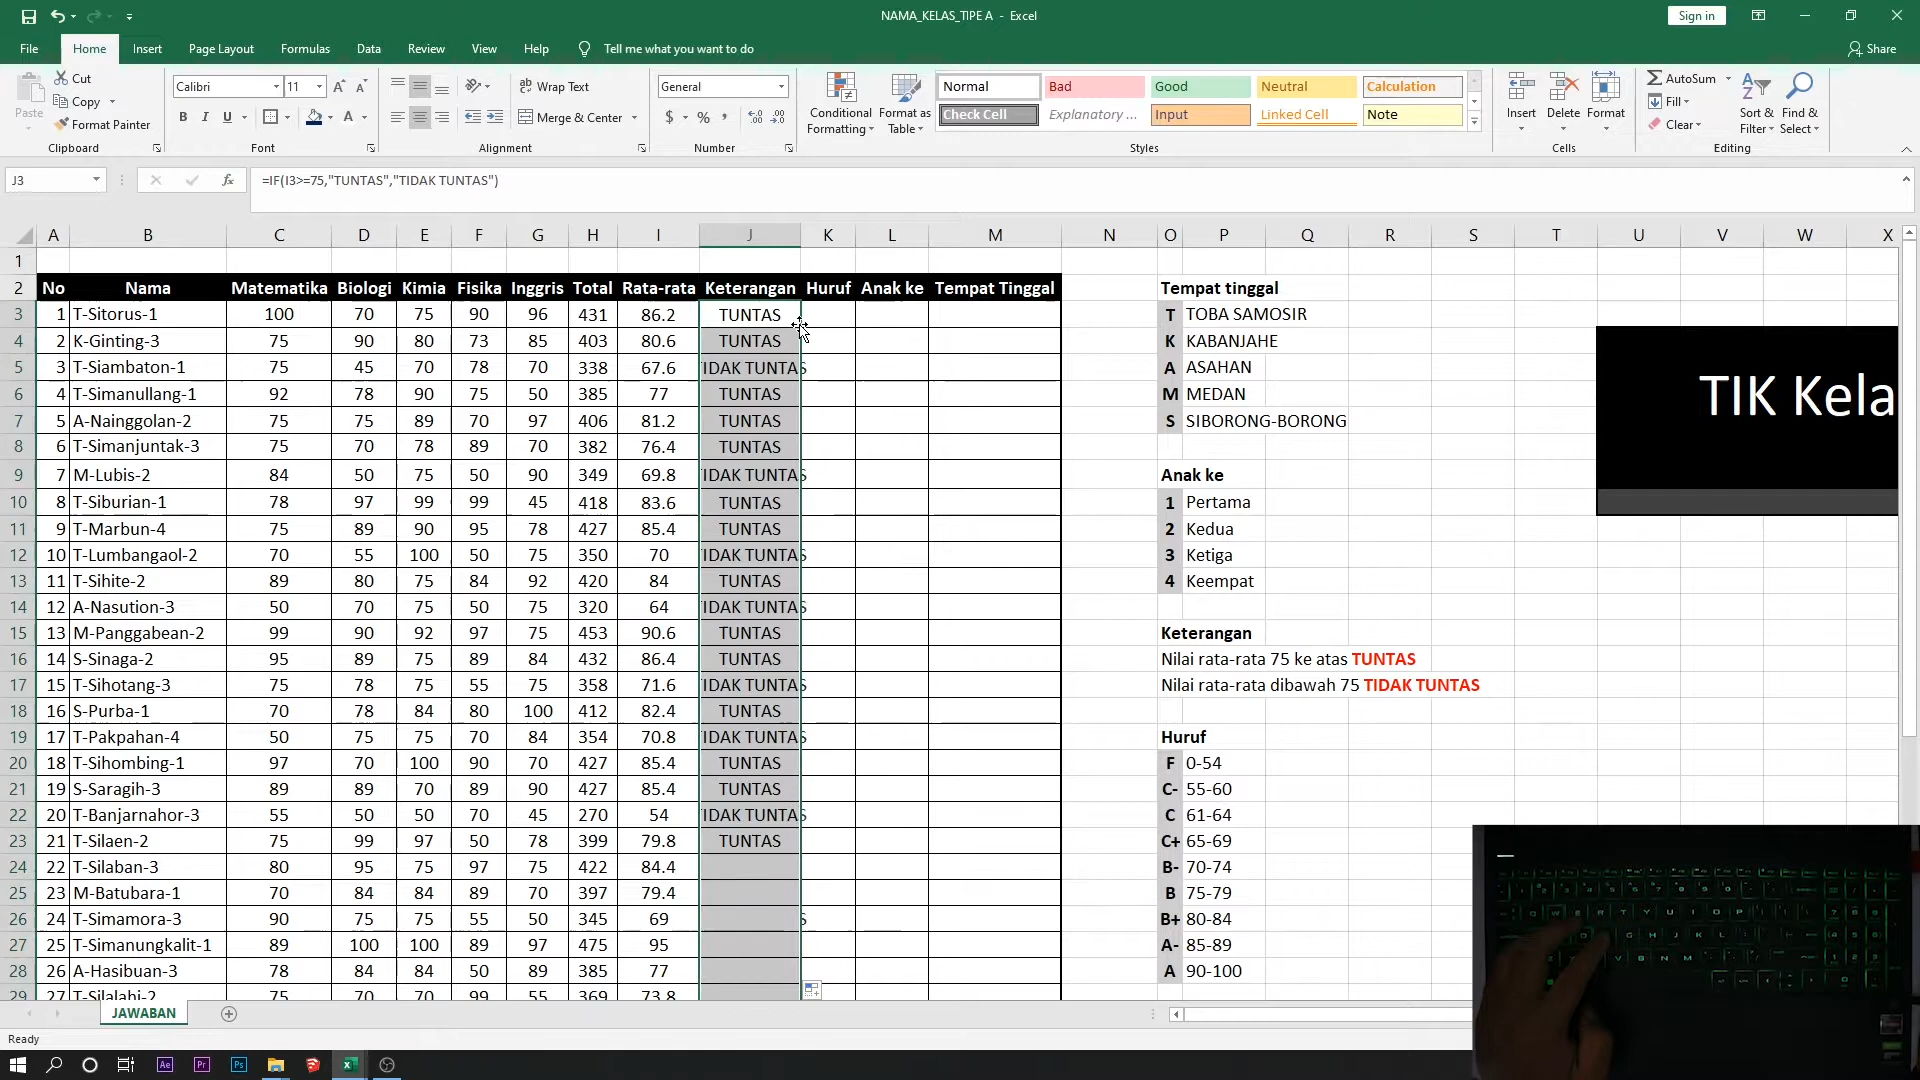 NAMA_KELAS_TIPE A - Excel
Sign in
File Home Insert Page Layout Formulas Data Review View Help Tell me what you want to do Share
Paste Cut Copy Format Painter Clipboard
Calibri 11 B I U A Font
Wrap Text Merge & Center Alignment
General $ % , Number
Conditional Formatting Format as Table
Normal Bad Good Neutral Calculation
Check Cell Explanatory ... Input Linked Cell Note
Styles
Insert Delete Format Cells
AutoSum Fill Clear Sort & Filter Find & Select Editing
J3 fx =IF(I3>=75,"TUNTAS","TIDAK TUNTAS")
A B C D E F G H I J K L M N O P Q R S T U V W X
1
2 No Nama Matematika Biologi Kimia Fisika Inggris Total Rata-rata Keterangan Huruf Anak ke Tempat Tinggal Tempat tinggal
3 1 T-Sitorus-1 100 70 75 90 96 431 86.2 TUNTAS T TOBA SAMOSIR
4 2 K-Ginting-3 75 90 80 73 85 403 80.6 TUNTAS K KABANJAHE
5 3 T-Siambaton-1 75 45 70 78 70 338 67.6 TIDAK TUNTAS A ASAHAN
6 4 T-Simanullang-1 92 78 90 75 50 385 77 TUNTAS M MEDAN
7 5 A-Nainggolan-2 75 75 89 70 97 406 81.2 TUNTAS S SIBORONG-BORONG
8 6 T-Simanjuntak-3 75 70 78 89 70 382 76.4 TUNTAS
9 7 M-Lubis-2 84 50 75 50 90 349 69.8 TIDAK TUNTAS Anak ke
10 8 T-Siburian-1 78 97 99 99 45 418 83.6 TUNTAS 1 Pertama
11 9 T-Marbun-4 75 89 90 95 78 427 85.4 TUNTAS 2 Kedua
12 10 T-Lumbangaol-2 70 55 100 50 75 350 70 TIDAK TUNTAS 3 Ketiga
13 11 T-Sihite-2 89 80 75 84 92 420 84 TUNTAS 4 Keempat
14 12 A-Nasution-3 50 70 75 50 75 320 64 TIDAK TUNTAS
15 13 M-Panggabean-2 99 90 92 97 75 453 90.6 TUNTAS Keterangan
16 14 S-Sinaga-2 95 89 75 89 84 432 86.4 TUNTAS Nilai rata-rata 75 ke atas TUNTAS
17 15 T-Sihotang-3 75 78 75 55 75 358 71.6 TIDAK TUNTAS Nilai rata-rata dibawah 75 TIDAK TUNTAS
18 16 S-Purba-1 70 78 84 80 100 412 82.4 TUNTAS
19 17 T-Pakpahan-4 50 75 75 70 84 354 70.8 TIDAK TUNTAS Huruf
20 18 T-Sihombing-1 97 70 100 90 70 427 85.4 TUNTAS F 0-54
21 19 S-Saragih-3 89 89 70 89 90 427 85.4 TUNTAS C- 55-60
22 20 T-Banjarnahor-3 55 50 50 70 45 270 54 TIDAK TUNTAS C 61-64
23 21 T-Silaen-2 75 99 97 50 78 399 79.8 TUNTAS C+ 65-69
24 22 T-Silaban-3 80 95 75 97 75 422 84.4 B- 70-74
25 23 M-Batubara-1 70 84 84 89 70 397 79.4 B 75-79
26 24 T-Simamora-3 90 75 75 55 50 345 69 S B+ 80-84
27 25 T-Simanungkalit-1 89 100 100 89 97 475 95 A- 85-89
28 26 A-Hasibuan-3 78 84 84 50 89 385 77 A 90-100
29 27 T-Silalahi-2 75 70 70 99 55 369 73.8
TIK Kela
JAWABAN
Ready
Ae Pr Ps